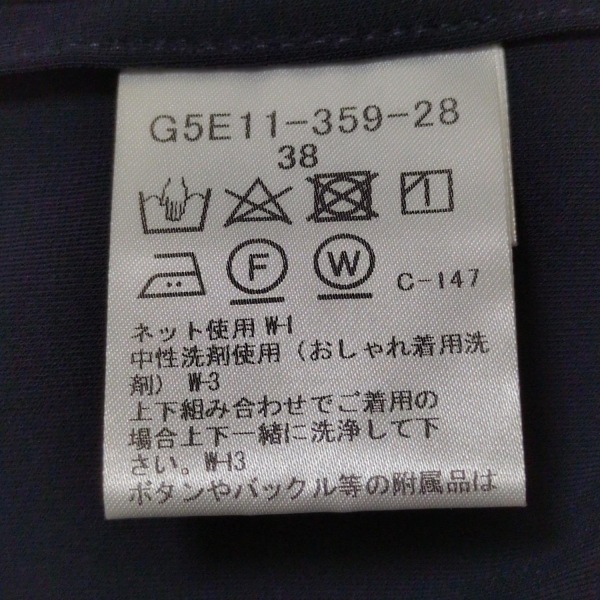 G5E11-359-28
38
F W C-147
ネット使用 W-1
中性洗剤使用（おしゃれ着用洗
剤） W-3
上下組み合わせでご着用の
場合上下一緒に洗浄して下
さい。W-13
ボタンやバックル等の附属品は